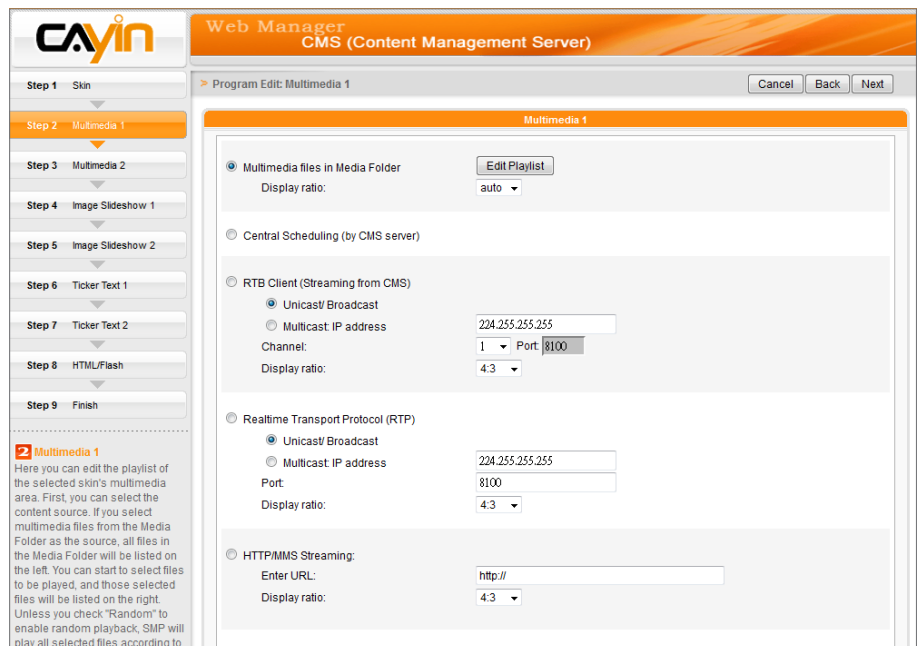 CAYIN
Web Manager
CMS (Content Management Server)
Step 1 Skin
Step 2 Multimedia 1
Step 3 Multimedia 2
Step 4 Image Slideshow 1
Step 5 Image Slideshow 2
Step 6 Ticker Text 1
Step 7 Ticker Text 2
Step 8 HTML/Flash
Step 9 Finish
2 Multimedia 1
Here you can edit the playlist of
the selected skin's multimedia
area. First, you can select the
content source. If you select
multimedia files from the Media
Folder as the source, all files in
the Media Folder will be listed on
the left. You can start to select files
to be played, and those selected
files will be listed on the right.
Unless you check "Random" to
enable random playback, SMP will
play all selected files according to
> Program Edit: Multimedia 1
Cancel Back Next
Multimedia 1
Multimedia files in Media Folder Edit Playlist
Display ratio: auto
Central Scheduling (by CMS server)
RTB Client (Streaming from CMS)
Unicast/ Broadcast
Multicast: IP address 224.255.255.255
Channel: 1 Port: 8100
Display ratio: 4:3
Realtime Transport Protocol (RTP)
Unicast/ Broadcast
Multicast: IP address 224.255.255.255
Port: 8100
Display ratio: 4:3
HTTP/MMS Streaming:
Enter URL: http://
Display ratio: 4:3